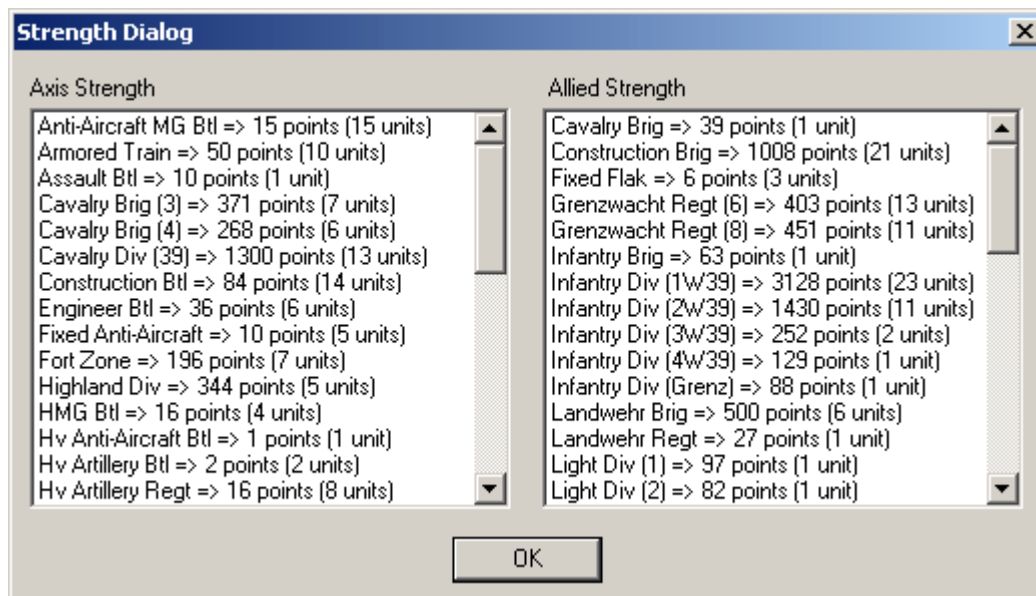 Strength Dialog
Axis Strength
Anti-Aircraft MG Btl => 15 points (15 units)
Armored Train => 50 points (10 units)
Assault Btl => 10 points (1 unit)
Cavalry Brig (3) => 371 points (7 units)
Cavalry Brig (4) => 268 points (6 units)
Cavalry Div (39) => 1300 points (13 units)
Construction Btl => 84 points (14 units)
Engineer Btl => 36 points (6 units)
Fixed Anti-Aircraft => 10 points (5 units)
Fort Zone => 196 points (7 units)
Highland Div => 344 points (5 units)
HMG Btl => 16 points (4 units)
Hv Anti-Aircraft Btl => 1 points (1 unit)
Hv Artillery Btl => 2 points (2 units)
Hv Artillery Regt => 16 points (8 units)
Allied Strength
Cavalry Brig => 39 points (1 unit)
Construction Brig => 1008 points (21 units)
Fixed Flak => 6 points (3 units)
Grenzwacht Regt (6) => 403 points (13 units)
Grenzwacht Regt (8) => 451 points (11 units)
Infantry Brig => 63 points (1 unit)
Infantry Div (1W39) => 3128 points (23 units)
Infantry Div (2W39) => 1430 points (11 units)
Infantry Div (3W39) => 252 points (2 units)
Infantry Div (4W39) => 129 points (1 unit)
Infantry Div (Grenz) => 88 points (1 unit)
Landwehr Brig => 500 points (6 units)
Landwehr Regt => 27 points (1 unit)
Light Div (1) => 97 points (1 unit)
Light Div (2) => 82 points (1 unit)
OK